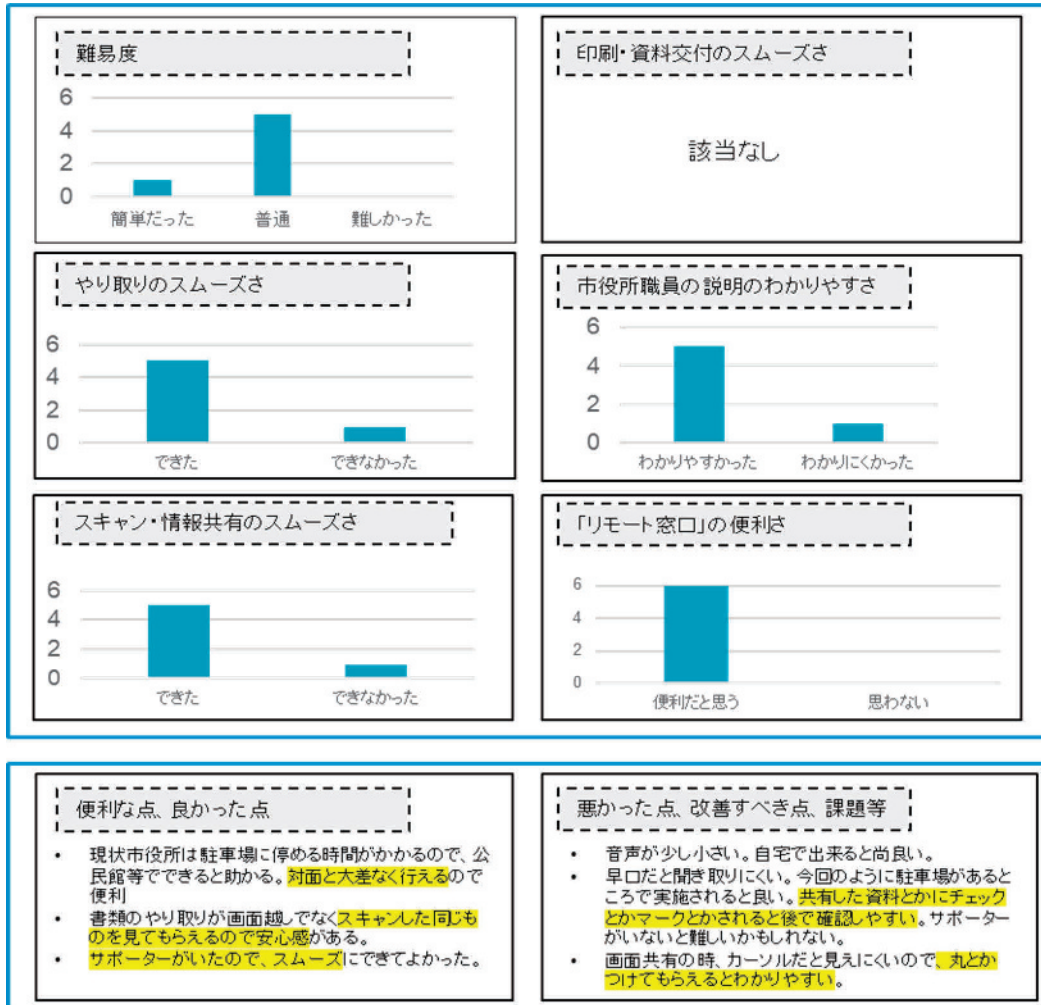 難易度
6
4
2
0
簡単だった 普通 難しかった
印刷・資料交付のスムーズさ
該当なし
やり取りのスムーズさ
6
4
2
0
できた できなかった
市役所職員の説明のわかりやすさ
6
4
2
0
わかりやすかった わかりにくかった
スキャン・情報共有のスムーズさ
6
4
2
0
できた できなかった
「リモート窓口」の便利さ
6
4
2
0
便利だと思う 思わない
便利な点、良かった点
• 現状市役所は駐車場に停める時間がかかるので、公
民館等でできると助かる。対面と大差なく行えるので
便利
• 書類のやり取りが画面越しでなくスキャンした同じも
のを見てもらえるので安心感がある。
• サポーターがいたので、スムーズにできてよかった。
悪かった点、改善すべき点、課題等
• 音声が少し小さい。自宅で出来ると尚良い。
• 早口だと聞き取りにくい。今回のように駐車場があると
ころで実施されると良い。共有した資料とかにチェック
とかマークとかされると後で確認しやすい。サポーター
がいないと難しいかもしれない。
• 画面共有の時、カーソルだと見えにくいので、丸とか
つけてもらえるとわかりやすい。